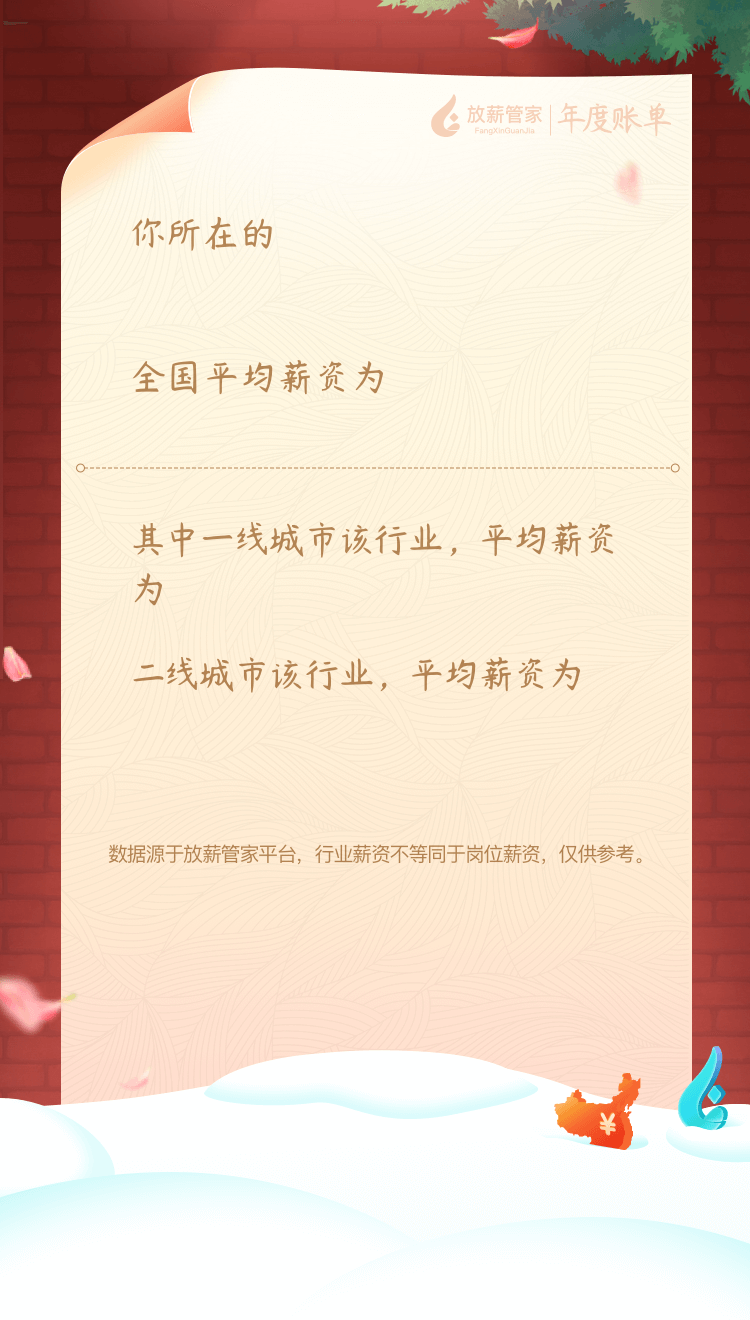 放薪管家 | 年度账单
FangXinGuanJia
你所在的
全国平均薪资为
其中一线城市该行业，平均薪资
为
二线城市该行业，平均薪资为
数据源于放薪管家平台，行业薪资不等同于岗位薪资，仅供参考。
¥